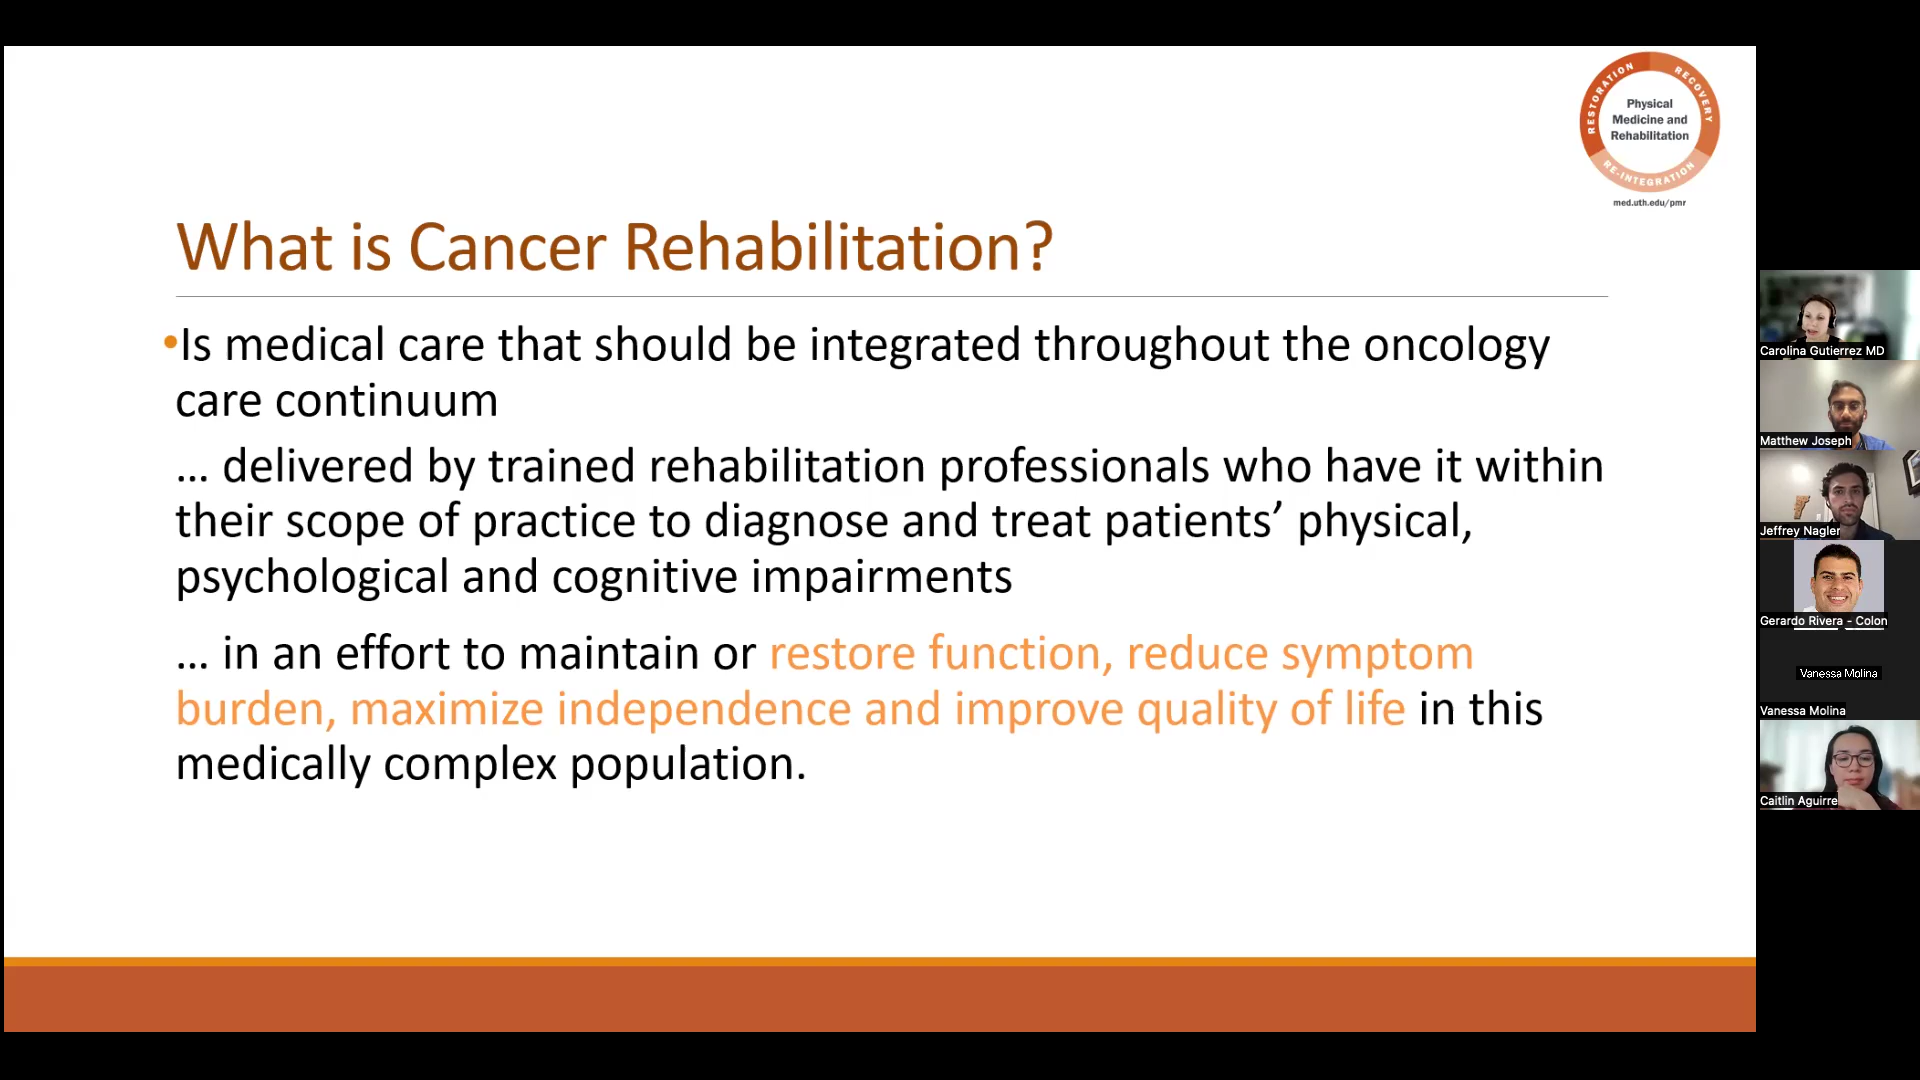 RESTORATION
RECOVERY
RE-INTEGRATION
Physical
Medicine and
Rehabilitation
med.uth.edu/pmr
What is Cancer Rehabilitation?
•Is medical care that should be integrated throughout the oncology
care continuum
... delivered by trained rehabilitation professionals who have it within
their scope of practice to diagnose and treat patients’ physical,
psychological and cognitive impairments
... in an effort to maintain or restore function, reduce symptom
burden, maximize independence and improve quality of life in this
medically complex population.
Carolina Gutierrez MD
Matthew Joseph
Jeffrey Nagler
Gerardo Rivera - Colon
Vanessa Molina
Vanessa Molina
Caitlin Aguirre